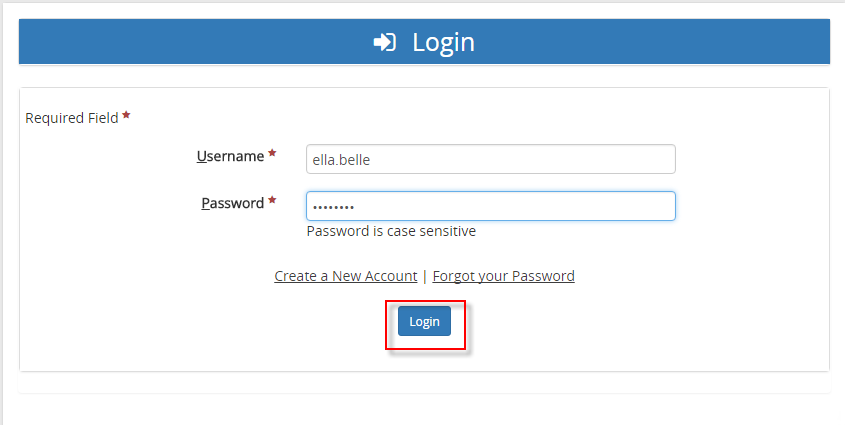 Login
Required Field *
Username * ella.belle
Password * ••••••••
Password is case sensitive
Create a New Account | Forgot your Password
Login